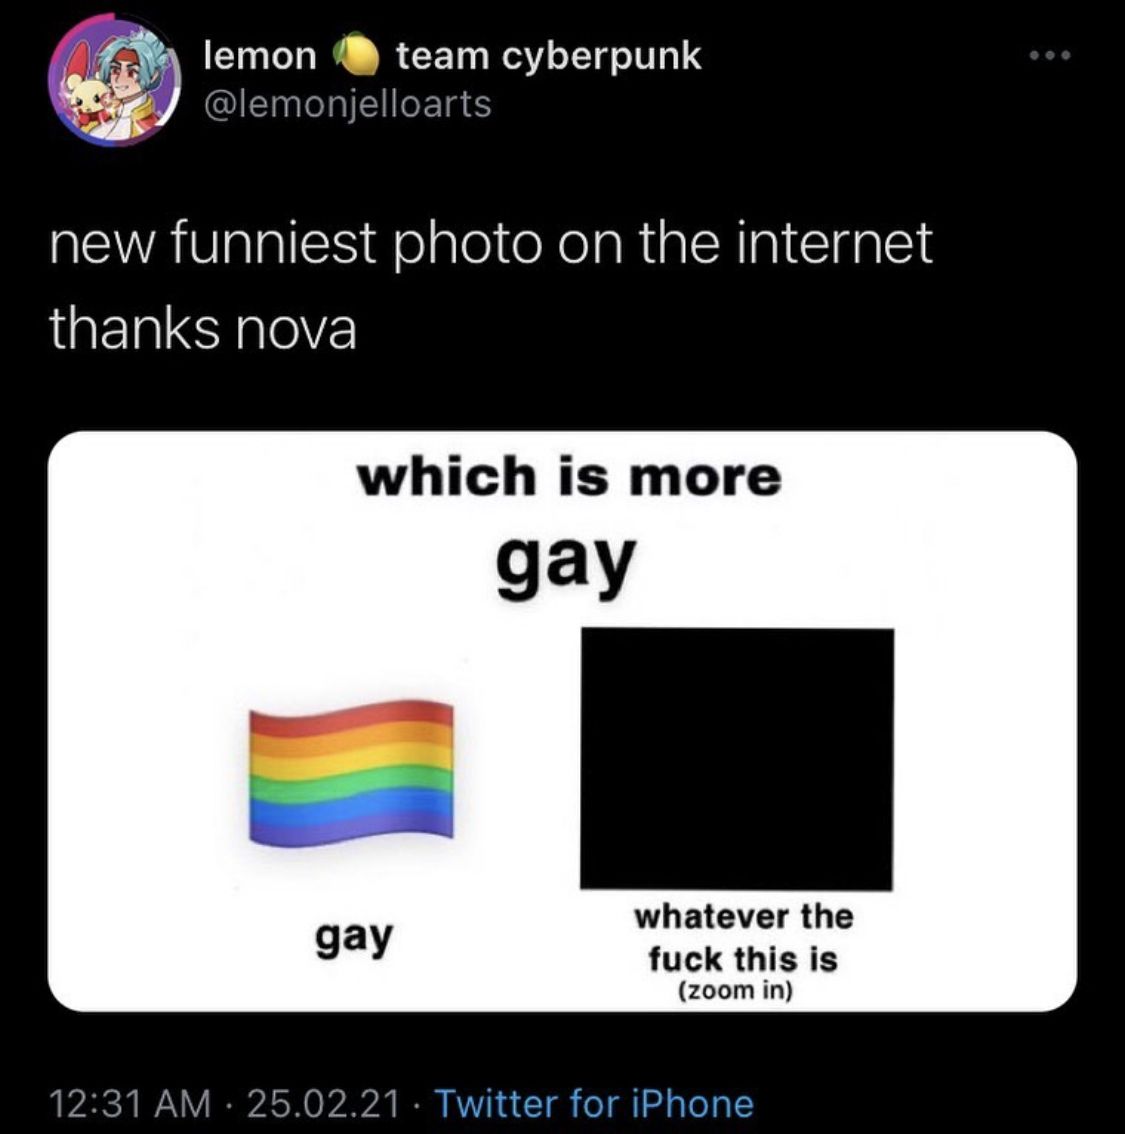 lemon 🍋 team cyberpunk
@lemonjelloarts
new funniest photo on the internet
thanks nova
which is more
gay
gay
whatever the
fuck this is
(zoom in)
12:31 AM · 25.02.21 · Twitter for iPhone